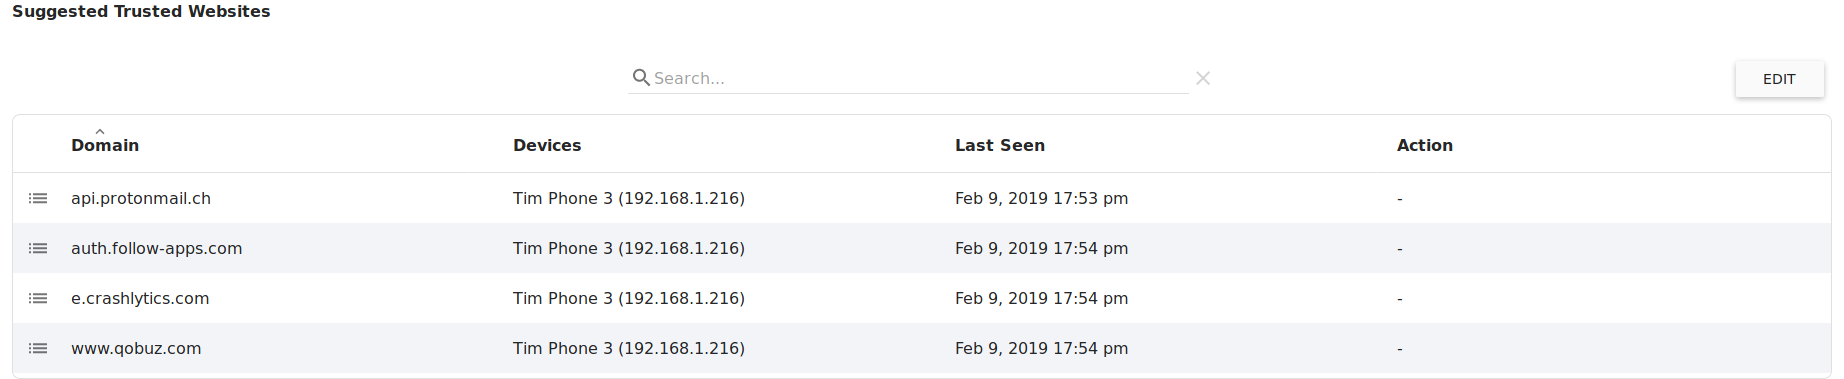 Suggested Trusted Websites
Search...
EDIT
Domain Devices Last Seen Action
api.protonmail.ch Tim Phone 3 (192.168.1.216) Feb 9, 2019 17:53 pm -
auth.follow-apps.com Tim Phone 3 (192.168.1.216) Feb 9, 2019 17:54 pm -
e.crashlytics.com Tim Phone 3 (192.168.1.216) Feb 9, 2019 17:54 pm -
www.qobuz.com Tim Phone 3 (192.168.1.216) Feb 9, 2019 17:54 pm -